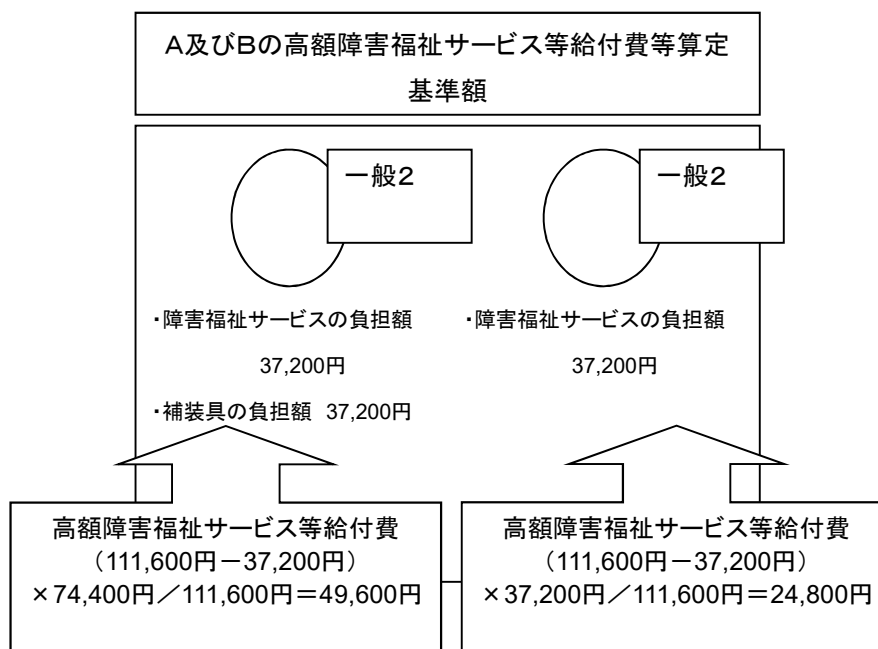 A及びBの高額障害福祉サービス等給付費等算定
基準額
一般2
一般2
・障害福祉サービスの負担額
37,200円
・補装具の負担額 37,200円
・障害福祉サービスの負担額
37,200円
高額障害福祉サービス等給付費
（111,600円－37,200円）
×74,400円／111,600円＝49,600円
高額障害福祉サービス等給付費
（111,600円－37,200円）
×37,200円／111,600円＝24,800円